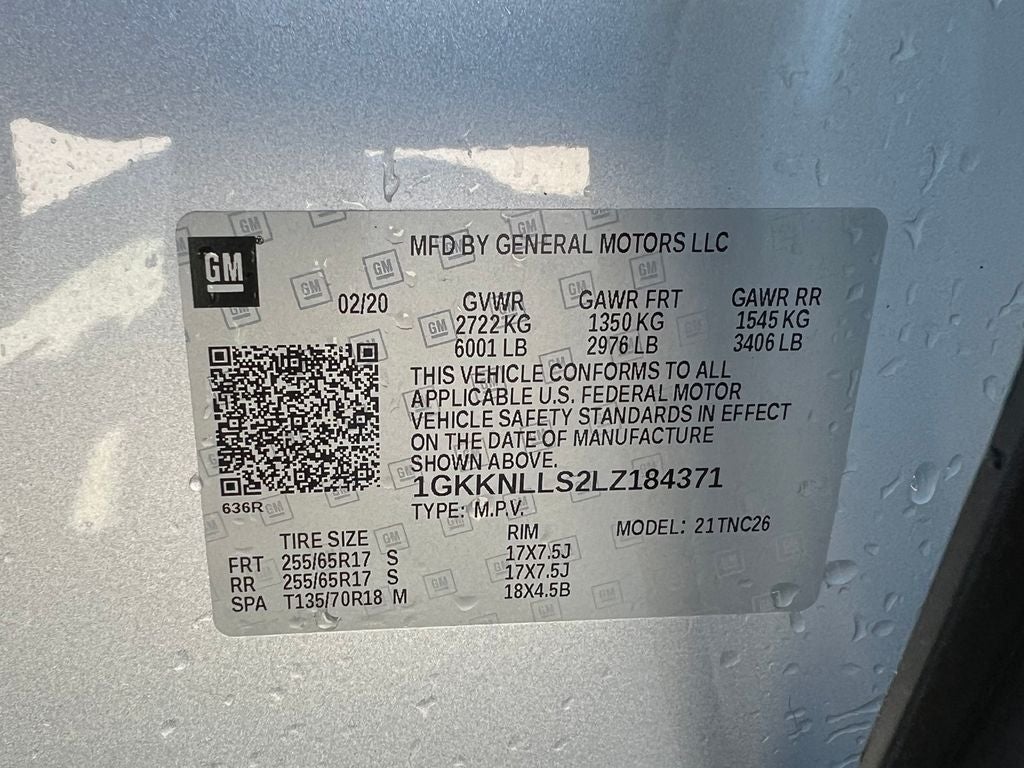 GM
MFD BY GENERAL MOTORS LLC
02/20 GVWR GAWR FRT GAWR RR
2722 KG 1350 KG 1545 KG
6001 LB 2976 LB 3406 LB
THIS VEHICLE CONFORMS TO ALL
APPLICABLE U.S. FEDERAL MOTOR
VEHICLE SAFETY STANDARDS IN EFFECT
ON THE DATE OF MANUFACTURE
SHOWN ABOVE.
1GKKNLLS2LZ184371
636R
TYPE: M.P.V.
MODEL: 21TNC26
TIRE SIZE RIM
FRT 255/65R17 S 17X7.5J
RR 255/65R17 S 17X7.5J
SPA T135/70R18 M 18X4.5B